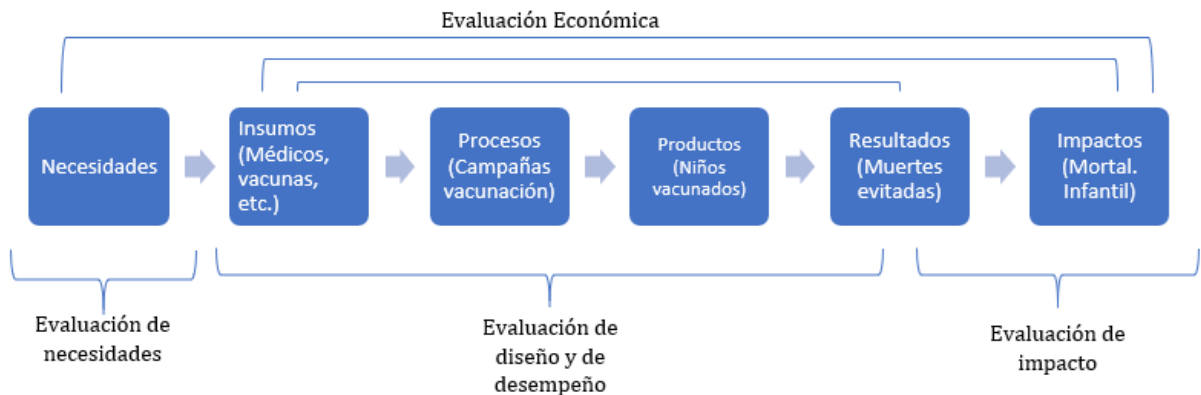 Evaluación Económica
Necesidades
Insumos
(Médicos,
vacunas,
etc.)
Procesos
(Campañas
vacunación)
Productos
(Niños
vacunados)
Resultados
(Muertes
evitadas)
Impactos
(Mortal.
Infantil)
Evaluación de
necesidades
Evaluación de
diseño y de
desempeño
Evaluación de
impacto